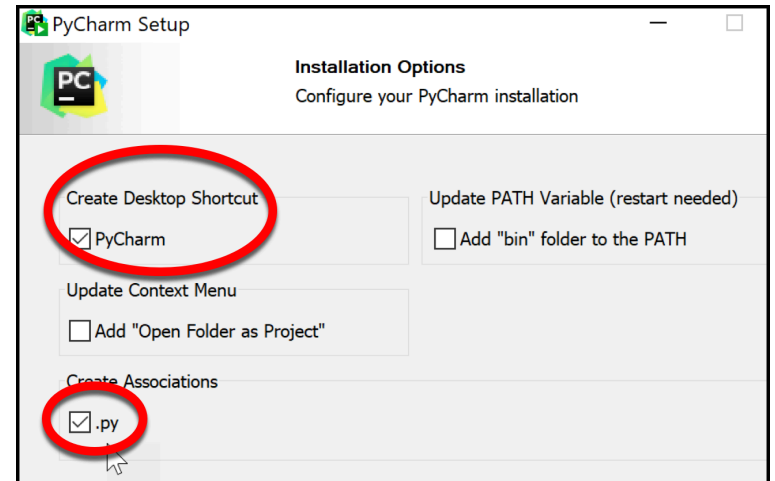 PyCharm Setup
PC
Installation Options
Configure your PyCharm installation
Create Desktop Shortcut
PyCharm
Update PATH Variable (restart needed)
Add "bin" folder to the PATH
Update Context Menu
Add "Open Folder as Project"
Create Associations
.py